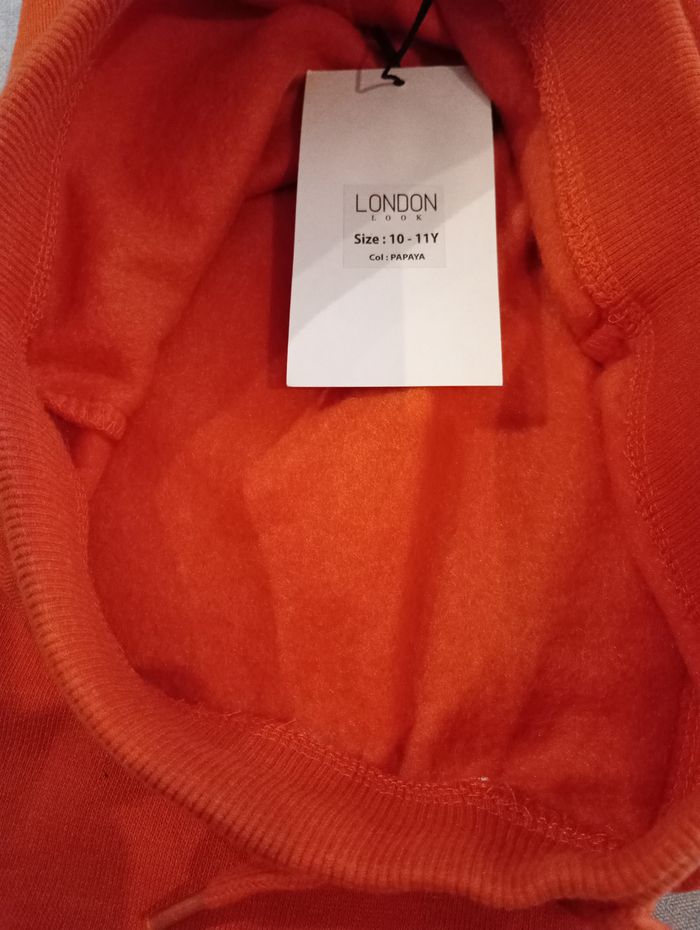 LONDON
LOOK
Size : 10 - 11Y
Col : PAPAYA